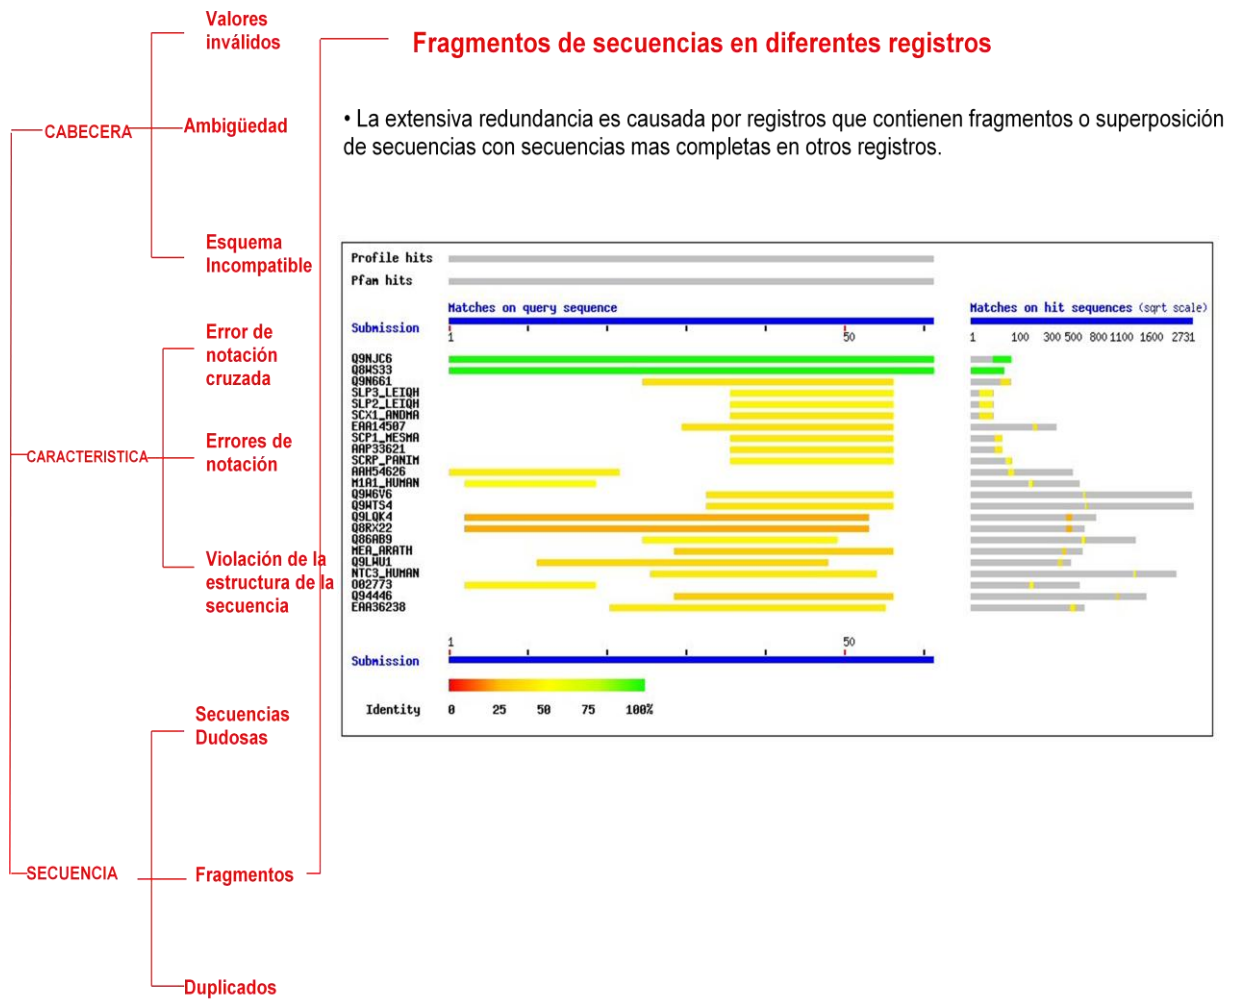 Valores
inválidos
CABECERA
Ambigüedad
Esquema
Incompatible
Error de
notación
cruzada
CARACTERISTICA
Errores de
notación
Violación de la
estructura de la
secuencia
Secuencias
Dudosas
SECUENCIA
Fragmentos
Duplicados
Fragmentos de secuencias en diferentes registros
• La extensiva redundancia es causada por registros que contienen fragmentos o superposición
de secuencias con secuencias mas completas en otros registros.
Profile hits
Pfam hits
Matches on query sequence
Matches on hit sequences (sqrt scale)
Submission
1 50
1 100 300 500 800 1100 1600 2731
Q9NJC6
Q8WS33
Q9N661
SLP3_LEIQH
SLP2_LEIQH
SCX1_ANDMA
EAA14507
SCP1_MESMA
AAP33621
SCRP_PANIM
AAH54626
M1A1_HUMAN
Q9W6V6
Q9WTS4
Q9LQK4
Q8RX22
Q86AB9
MEA_ARATH
Q9LWU1
NTC3_HUMAN
O02773
Q94446
EAA36238
1 50
Submission
Identity 0 25 50 75 100%